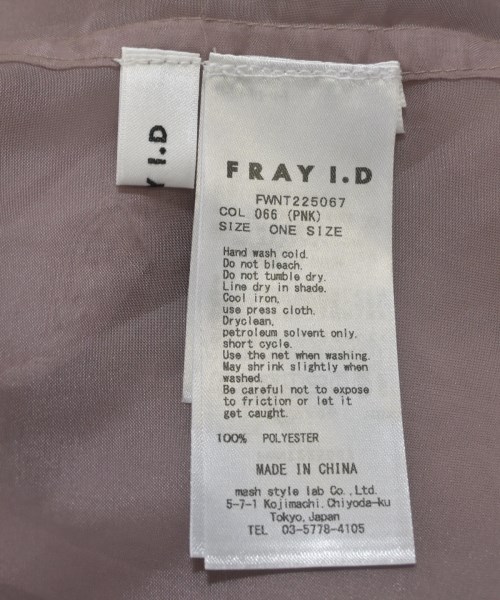 Y I.D
FRAY I.D
FWNT225067
COL 066 (PNK)
SIZE ONE SIZE
Hand wash cold.
Do not bleach.
Do not tumble dry.
Line dry in shade.
Cool iron,
use press cloth.
Dryclean,
petroleum solvent only.
short cycle.
Use the net when washing.
May shrink slightly when
washed.
Be careful not to expose
to friction or let it
get caught.
100% POLYESTER
MADE IN CHINA
mash style lab Co.,Ltd.
5-7-1 Kojimachi,Chiyoda-ku
Tokyo,Japan
TEL 03-5778-4105